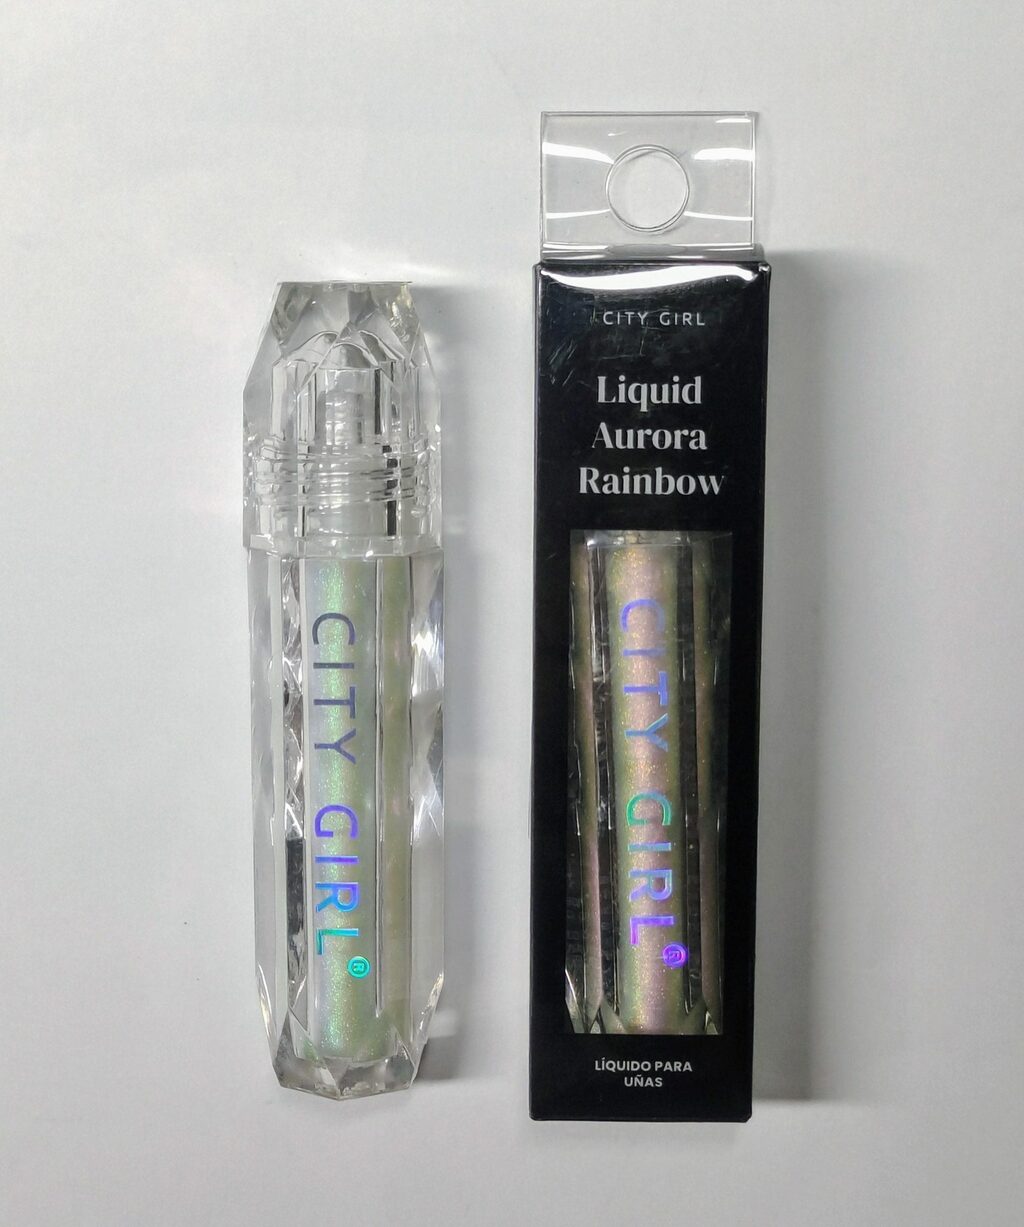 CITY GIRL®
CITY GIRL
Liquid
Aurora
Rainbow
CITY GIRL®
LÍQUIDO PARA
UÑAS